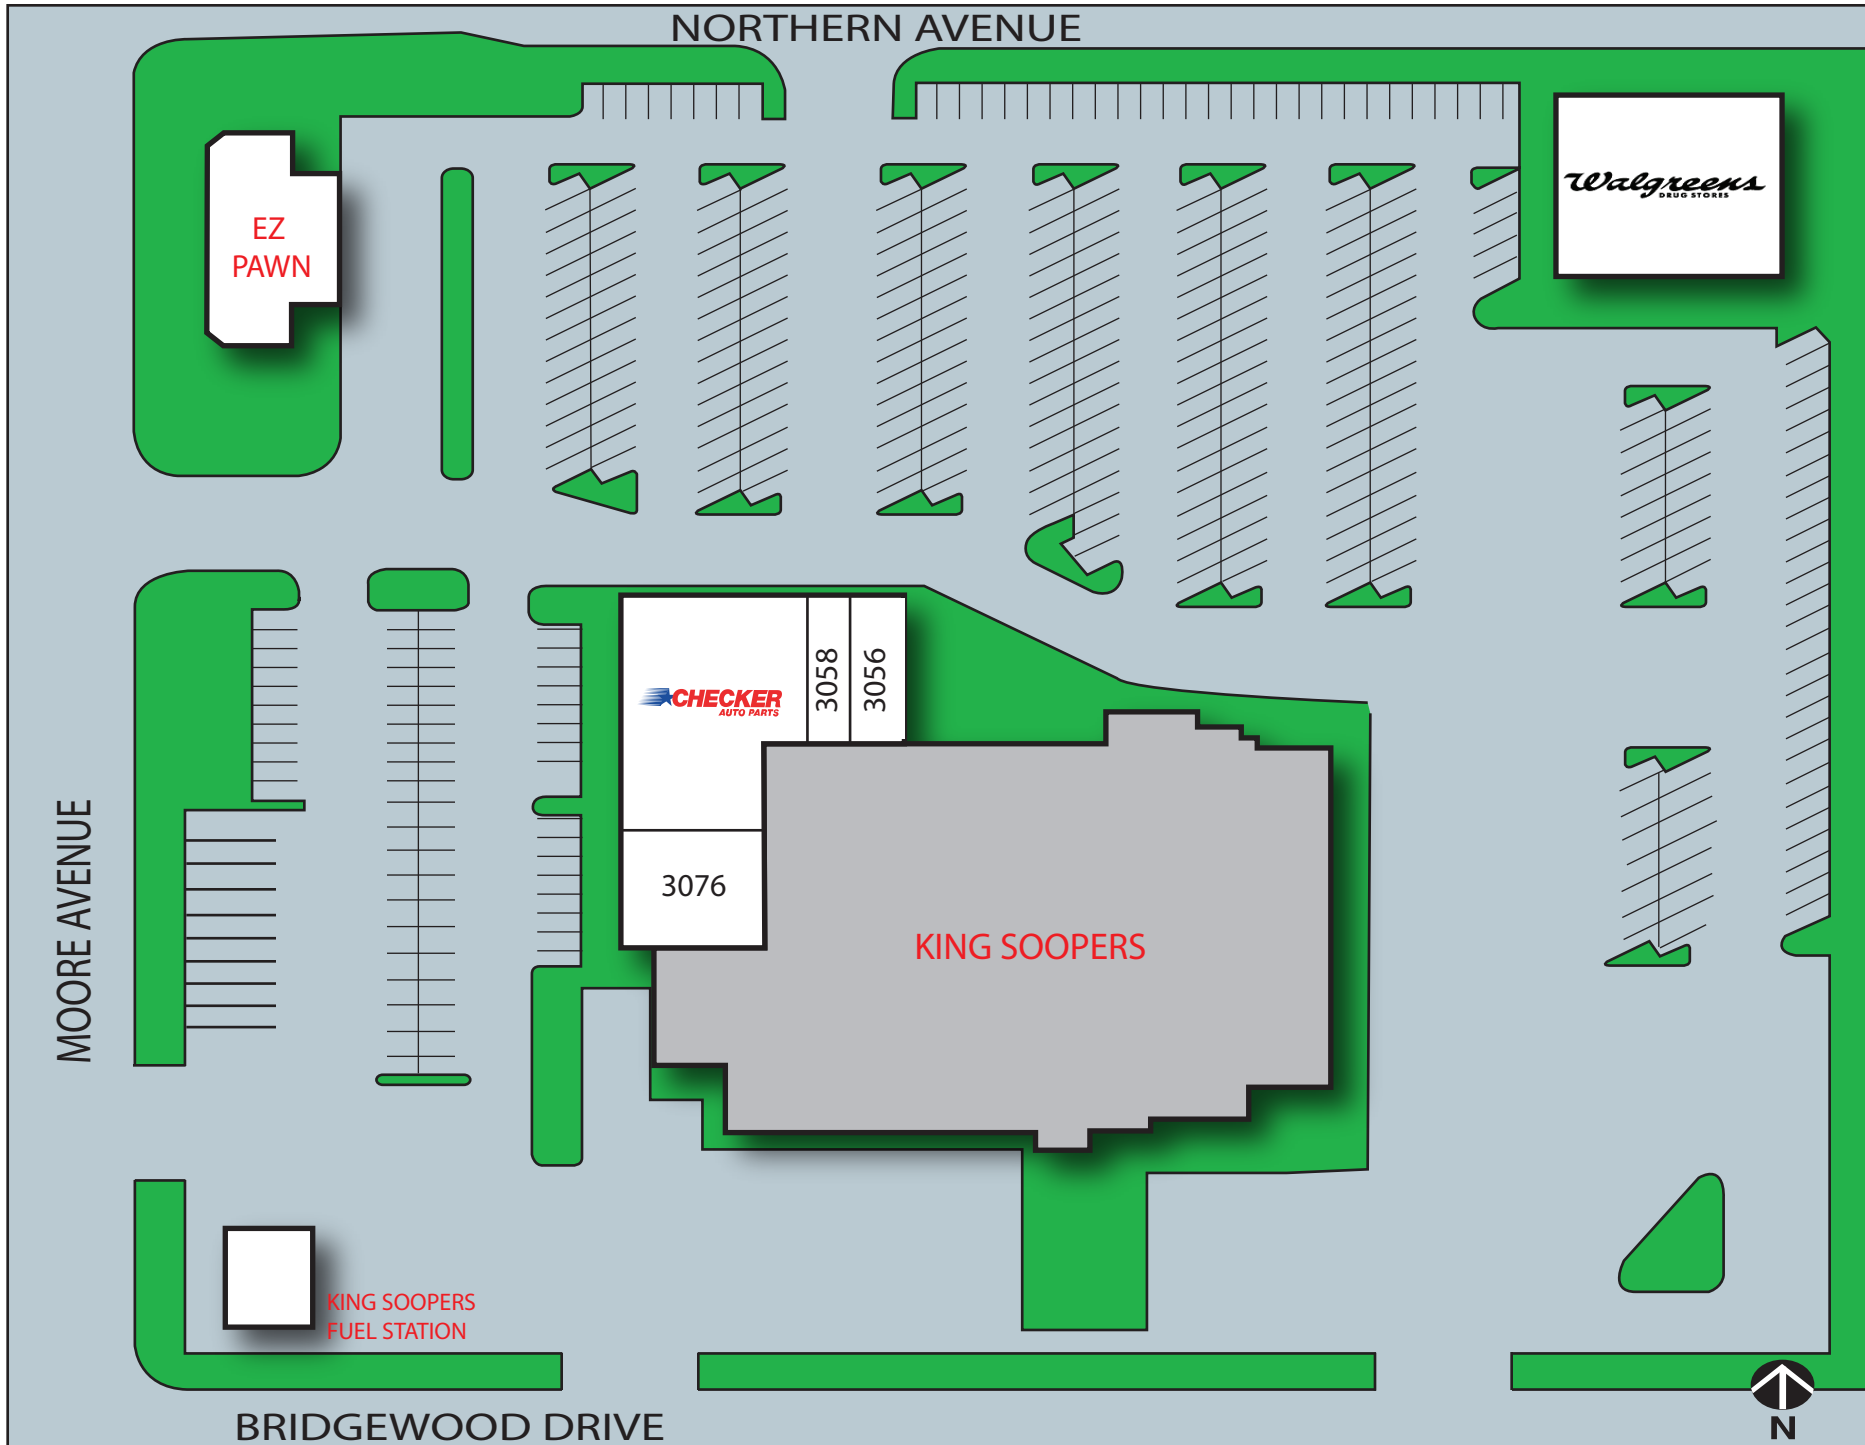 NORTHERN AVENUE
EZ
PAWN
Walgreens
DRUG STORES
CHECKER
AUTO PARTS
3058
3056
3076
KING SOOPERS
MOORE AVENUE
KING SOOPERS
FUEL STATION
BRIDGEWOOD DRIVE
N